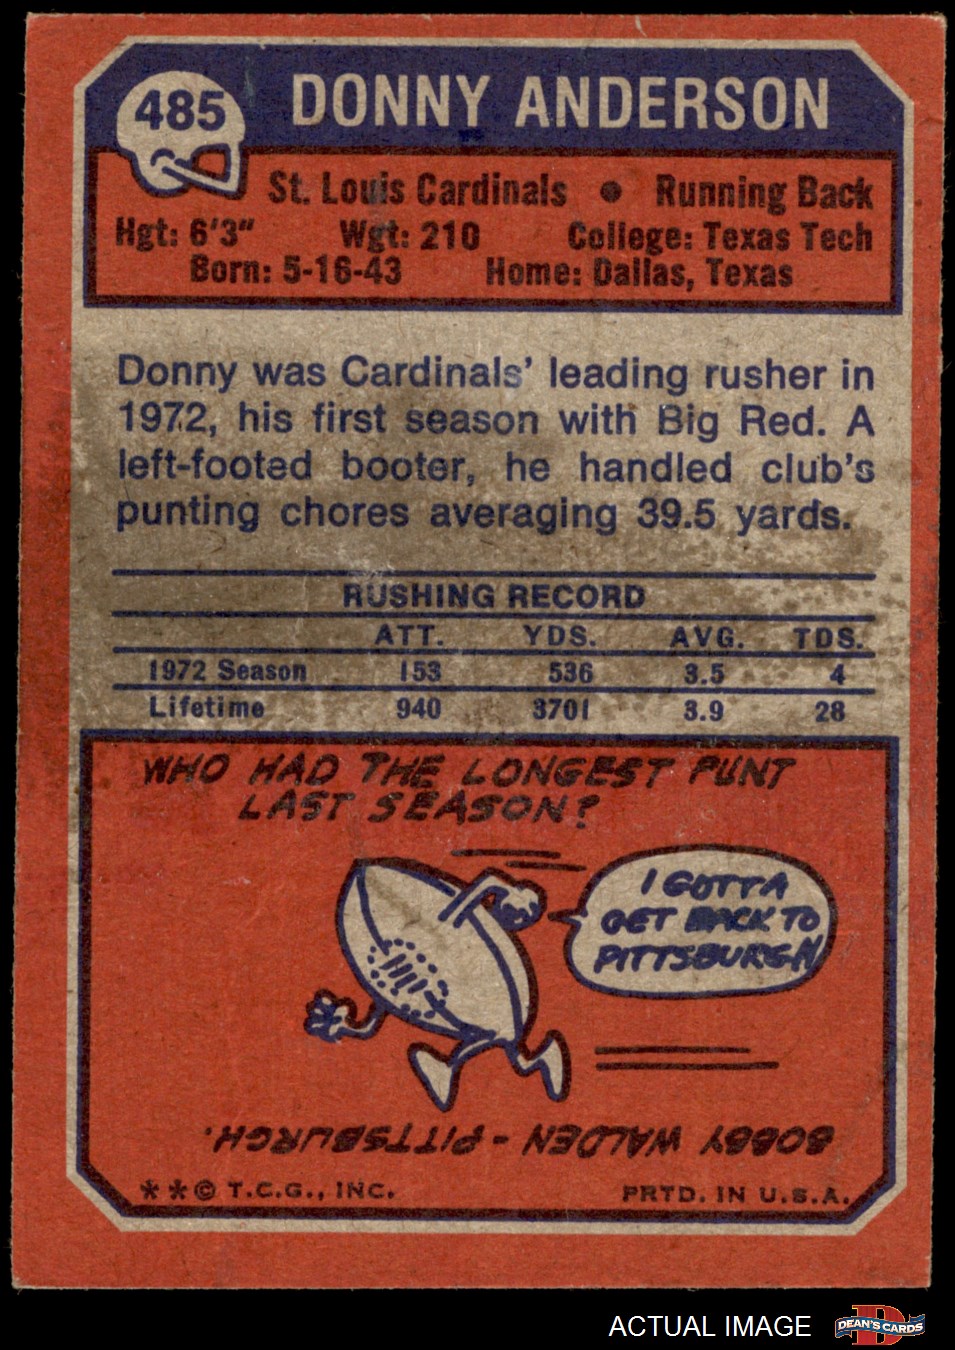 485
DONNY ANDERSON
St. Louis Cardinals • Running Back
Hgt: 6'3" Wgt: 210 College: Texas Tech
Born: 5-16-43 Home: Dallas, Texas
Donny was Cardinals' leading rusher in
1972, his first season with Big Red. A
left-footed booter, he handled club's
punting chores averaging 39.5 yards.
RUSHING RECORD
ATT. YDS. AVG. TDS.
1972 Season 153 536 3.5 4
Lifetime 940 3701 3.9 28
WHO HAD THE LONGEST PUNT
LAST SEASON?
I GOTTA
GET BACK TO
PITTSBURGH
BOBBY WALDEN - PITTSBURGH.
**© T.C.G., INC. PRTD. IN U.S.A.
ACTUAL IMAGE
D
DEAN'S CARDS